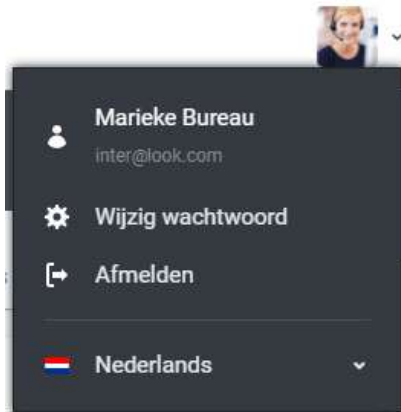 Marieke Bureau
inter@look.com
Wijzig wachtwoord
Afmelden
Nederlands